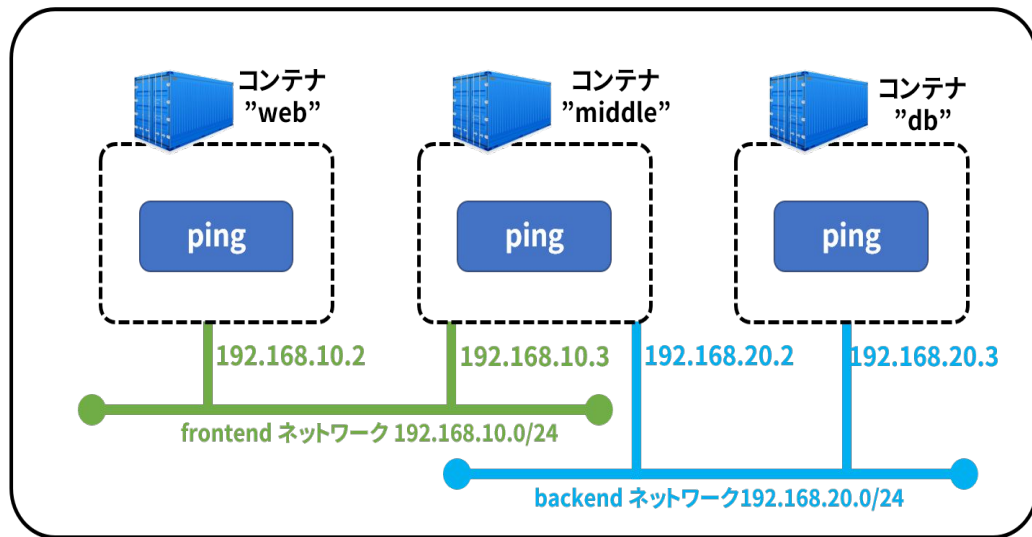 コンテナ
”web”
コンテナ
”middle”
コンテナ
”db”
ping
ping
ping
192.168.10.2
192.168.10.3
192.168.20.2
192.168.20.3
frontend ネットワーク 192.168.10.0/24
backend ネットワーク192.168.20.0/24